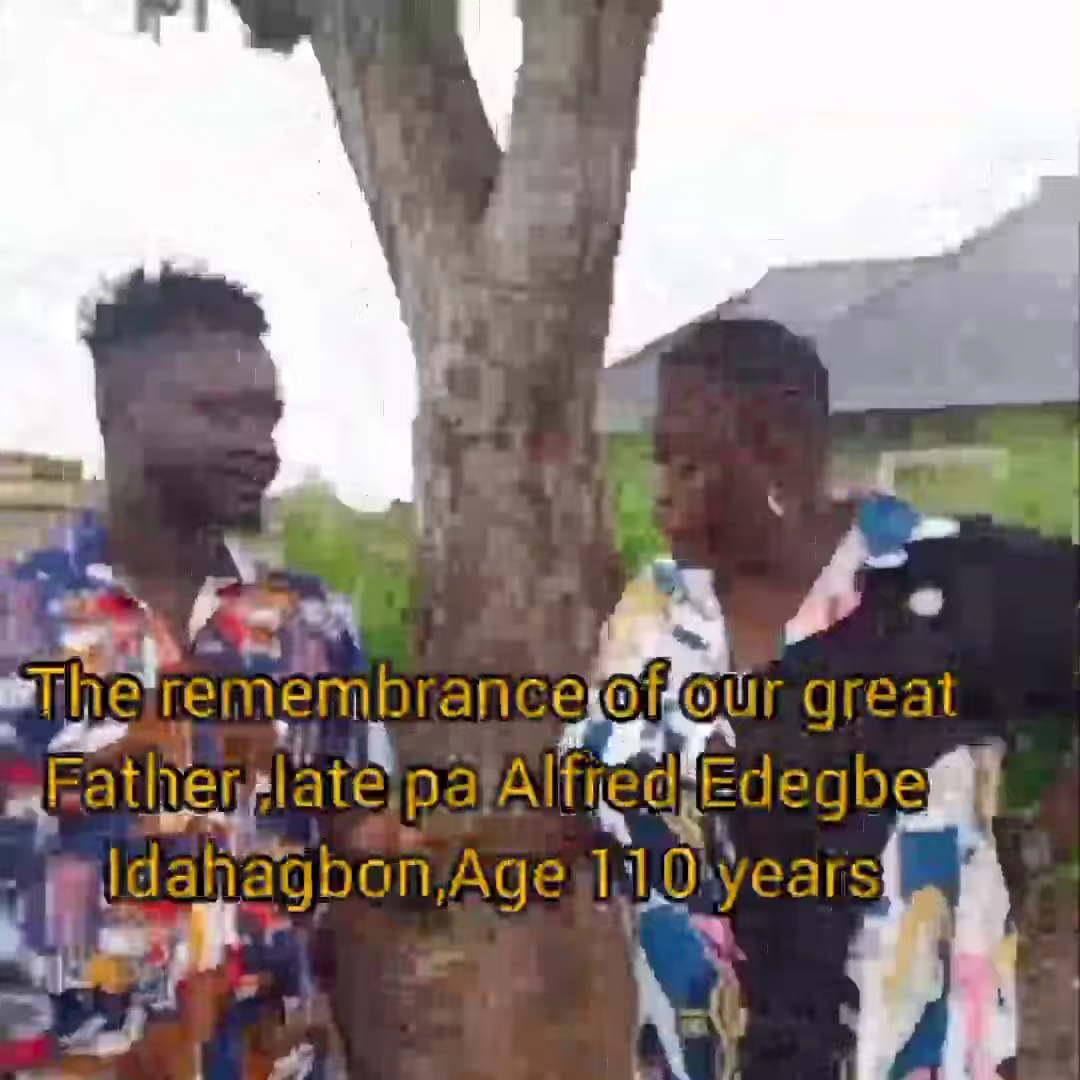 The remembrance of our great
Father ,late pa Alfred Edegbe
Idahagbon,Age 110 years